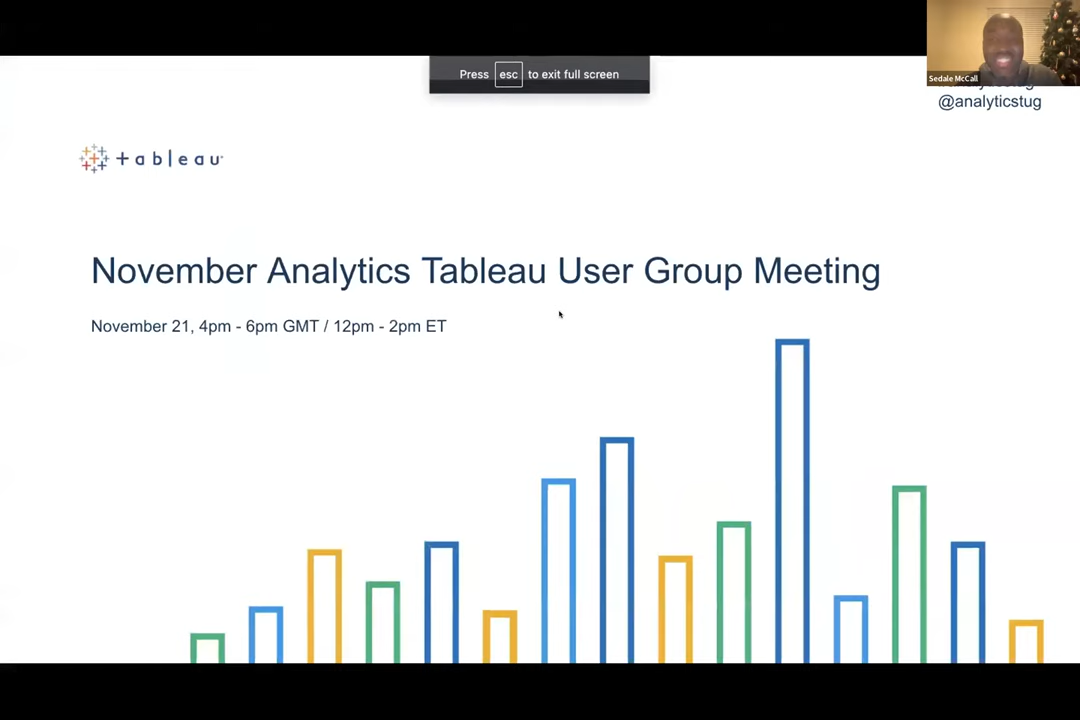 Press esc to exit full screen
Sedale McCall
@analyticstug
+ a b l e a u
November Analytics Tableau User Group Meeting
November 21, 4pm - 6pm GMT / 12pm - 2pm ET